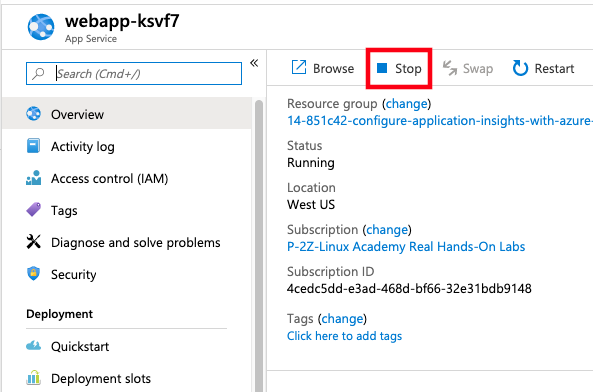 webapp-ksvf7
App Service
Search (Cmd+/)
«
Overview
Activity log
Access control (IAM)
Tags
Diagnose and solve problems
Security
Deployment
Quickstart
Deployment slots
Browse Stop Swap Restart
Resource group (change)
14-851c42-configure-application-insights-with-azure-
Status
Running
Location
West US
Subscription (change)
P-2Z-Linux Academy Real Hands-On Labs
Subscription ID
4cedc5dd-e3ad-468d-bf66-32e31bdb9148
Tags (change)
Click here to add tags